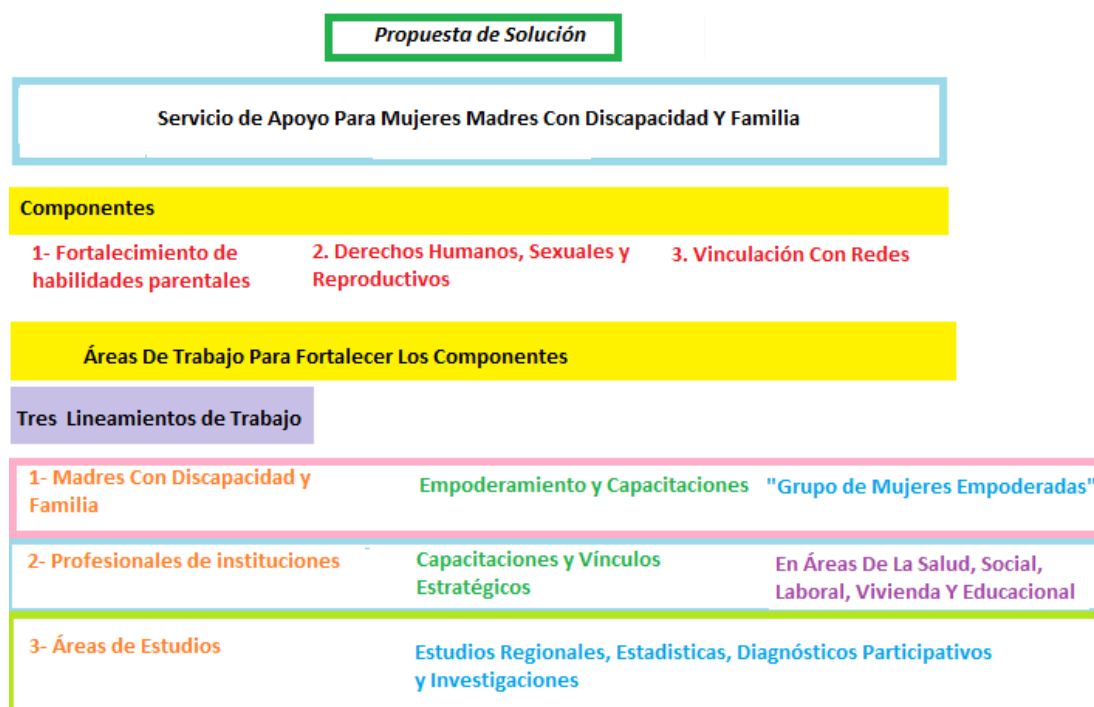 Propuesta de Solución
Servicio de Apoyo Para Mujeres Madres Con Discapacidad Y Familia
Componentes
1- Fortalecimiento de
habilidades parentales
2. Derechos Humanos, Sexuales y
Reproductivos
3. Vinculación Con Redes
Áreas De Trabajo Para Fortalecer Los Componentes
Tres Lineamientos de Trabajo
1- Madres Con Discapacidad y
Familia
Empoderamiento y Capacitaciones
"Grupo de Mujeres Empoderadas"
2- Profesionales de instituciones
Capacitaciones y Vínculos
Estratégicos
En Áreas De La Salud, Social,
Laboral, Vivienda Y Educacional
3- Áreas de Estudios
Estudios Regionales, Estadisticas, Diagnósticos Participativos
y Investigaciones